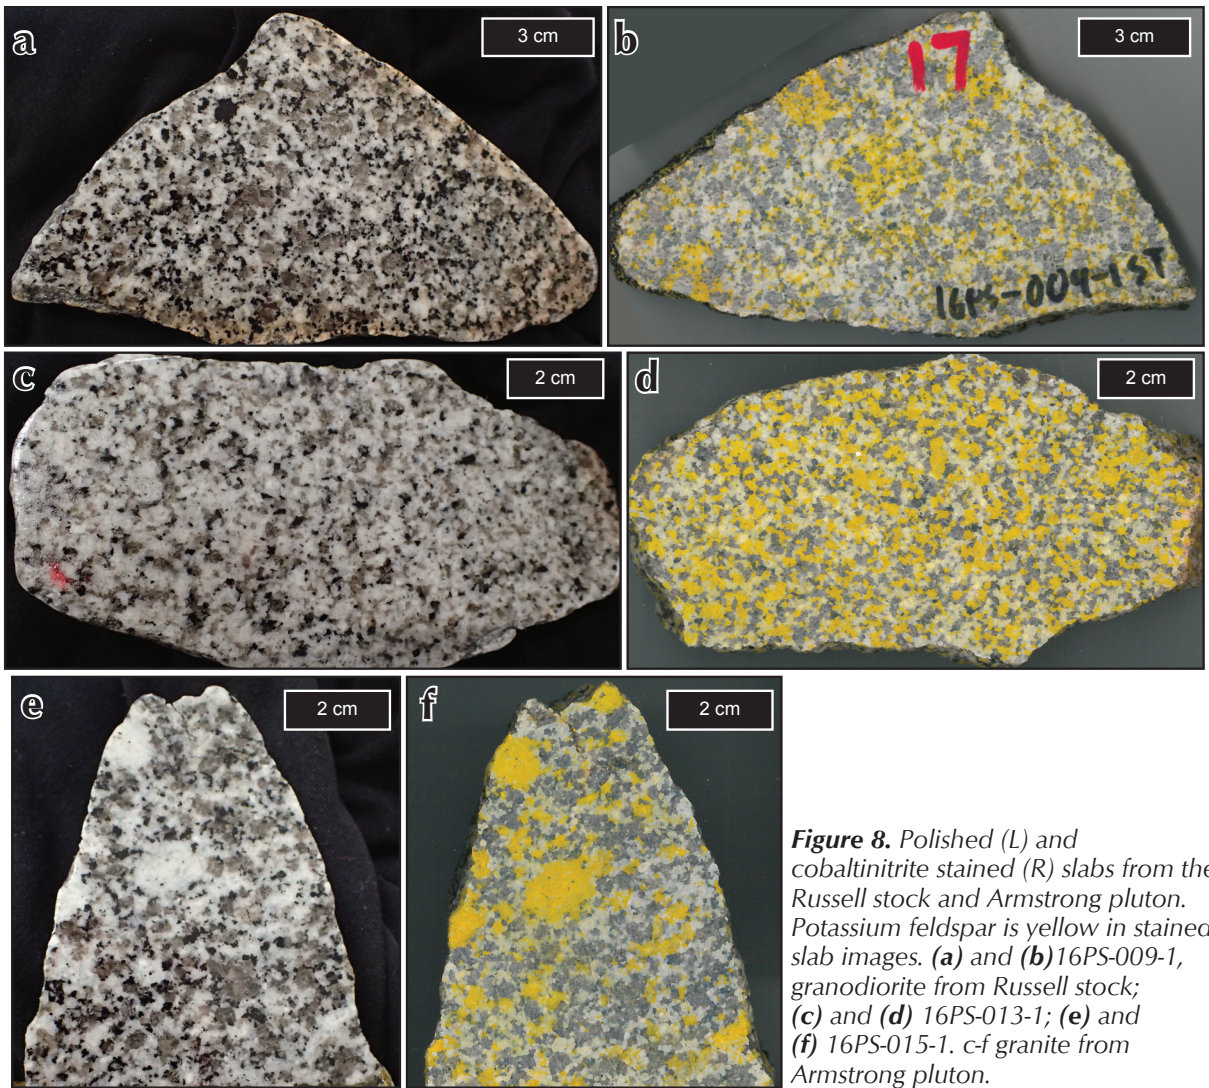 a
3 cm
b
3 cm
17
16PS-009-1ST
c
2 cm
d
2 cm
e
2 cm
f
2 cm
Figure 8. Polished (L) and
cobaltinitrite stained (R) slabs from the
Russell stock and Armstrong pluton.
Potassium feldspar is yellow in stained
slab images. (a) and (b)16PS-009-1,
granodiorite from Russell stock;
(c) and (d) 16PS-013-1; (e) and
(f) 16PS-015-1. c-f granite from
Armstrong pluton.